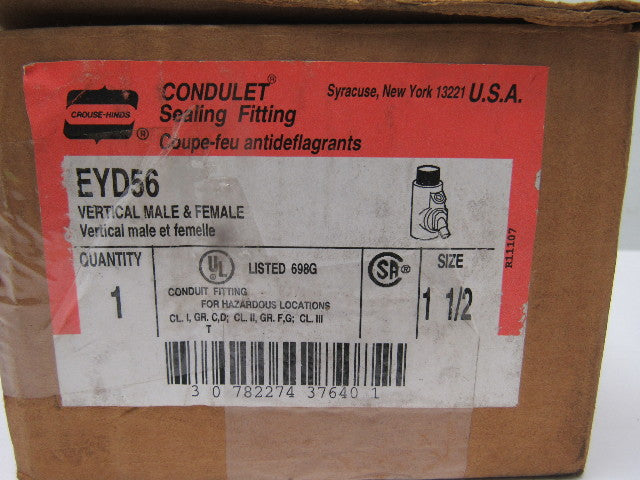 CROUSE-HINDS
®
CONDULET®
Sealing Fitting
Coupe-feu antideflagrants
Syracuse, New York 13221 U.S.A.
EYD56
VERTICAL MALE & FEMALE
Vertical male et femelle
R11107
QUANTITY
1
UL
®
LISTED 698G
CONDUIT FITTING
FOR HAZARDOUS LOCATIONS
CL. I, GR. C,D; CL. II, GR. F,G; CL. III
T
SA®
SIZE
1 1/2
3 0 782274 37640 1